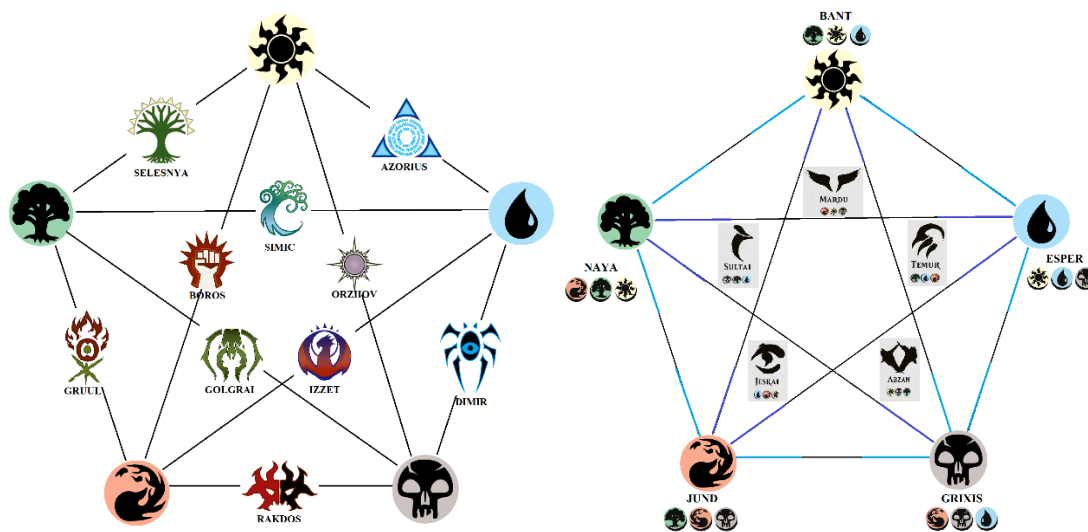 SELESNYA
AZORIUS
SIMIC
BOROS
ORZHOV
GRUUL
GOLGRAI
IZZET
DIMIR
RAKDOS
BANT
MARDU
SULTAI
TEMUR
NAYA
ESPER
JESKAI
ABZAN
JUND
GRIXIS